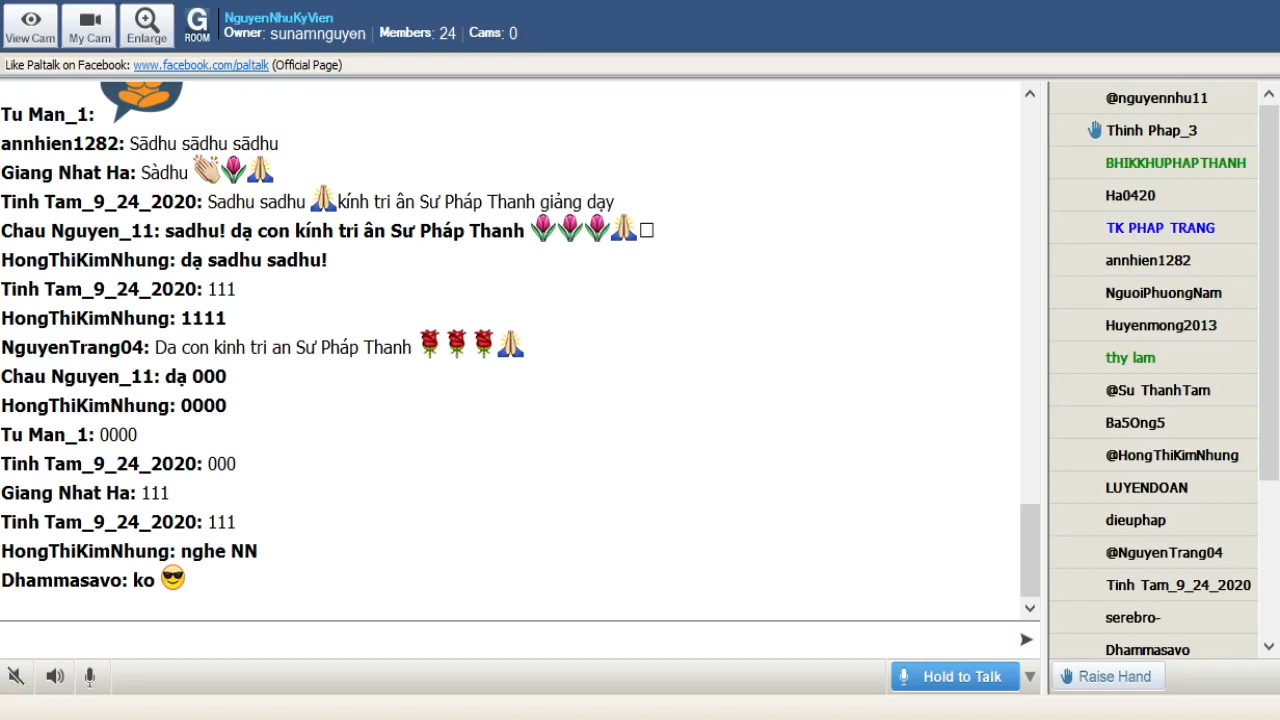 View Cam
My Cam
Enlarge
G
ROOM
NguyenNhuKyVien
Owner: sunamnguyen | Members: 24 | Cams: 0
Like Paltalk on Facebook: www.facebook.com/paltalk (Official Page)
Tu Man_1:
annhien1282: Sādhu sādhu sādhu
Giang Nhat Ha: Sàdhu 👏🌷🙏
Tinh Tam_9_24_2020: Sadhu sadhu 🙏kính tri ân Sư Pháp Thanh giảng dạy
Chau Nguyen_11: sadhu! dạ con kính tri ân Sư Pháp Thanh 🌷🌷🌷🙏□
HongThiKimNhung: dạ sadhu sadhu!
Tinh Tam_9_24_2020: 111
HongThiKimNhung: 1111
NguyenTrang04: Da con kinh tri an Sư Pháp Thanh 🌹🌹🌹🙏
Chau Nguyen_11: dạ 000
HongThiKimNhung: 0000
Tu Man_1: 0000
Tinh Tam_9_24_2020: 000
Giang Nhat Ha: 111
Tinh Tam_9_24_2020: 111
HongThiKimNhung: nghe NN
Dhammasavo: ko 😎
@nguyennhu11
Thinh Phap_3
BHIKKHUPHAPTHANH
Ha0420
TK PHAP TRANG
annhien1282
NguoiPhuongNam
Huyenmong2013
thy lam
@Su ThanhTam
Ba5Ong5
@HongThiKimNhung
LUYENDOAN
dieuphap
@NguyenTrang04
Tinh Tam_9_24_2020
serebro-
Dhammasavo
Hold to Talk
Raise Hand